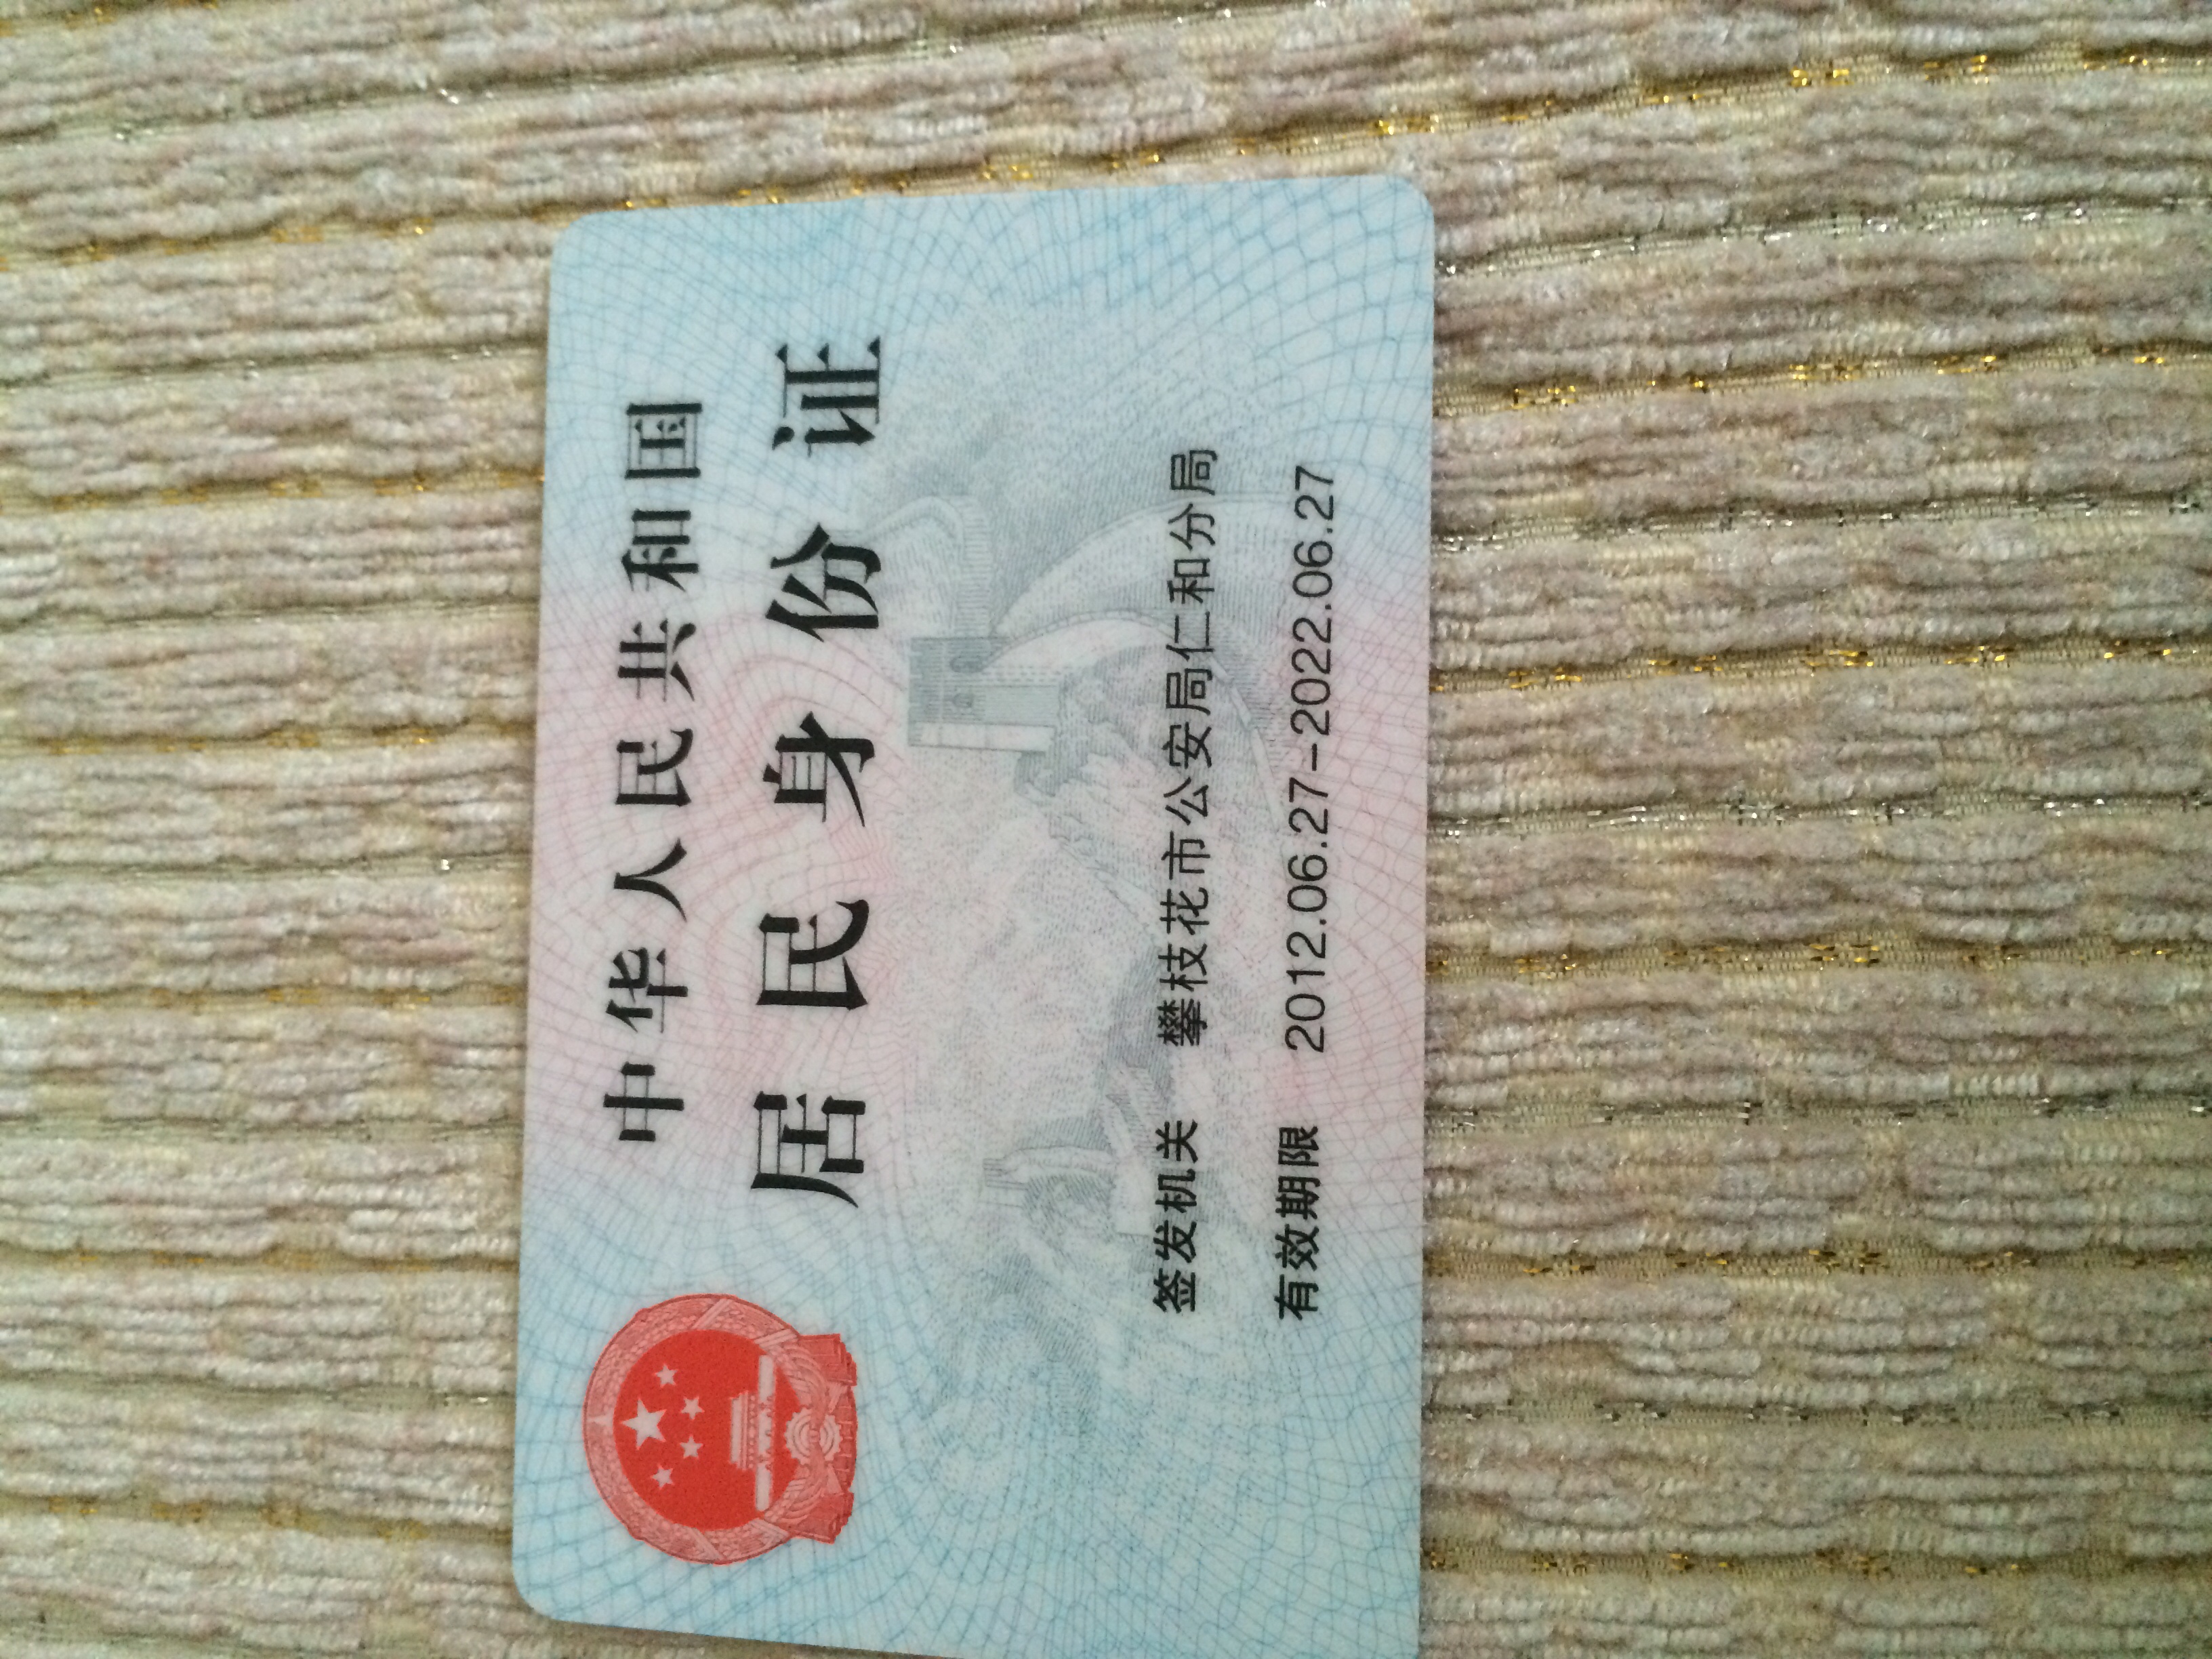 中华人民共和国
居民身份证
签发机关 攀枝花市公安局仁和分局
有效期限 2012.06.27-2022.06.27